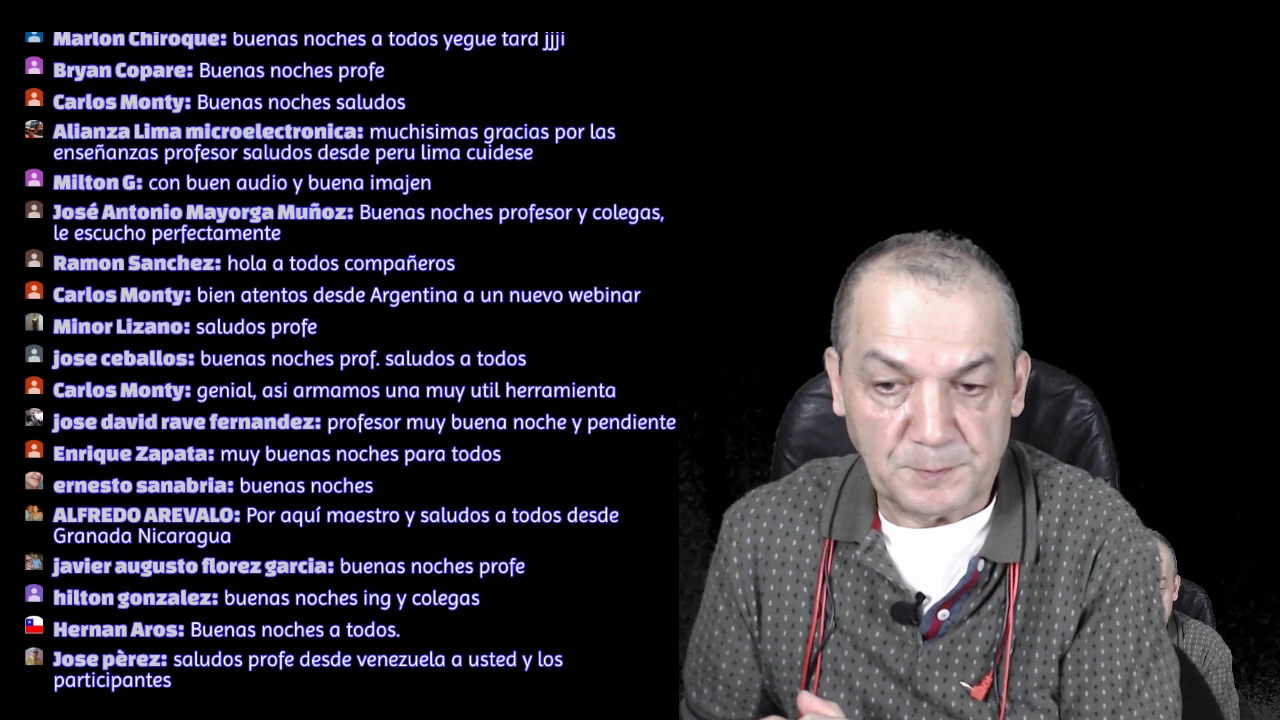 Marlon Chiroque: buenas noches a todos yegue tard jjji
Bryan Copare: Buenas noches profe
Carlos Monty: Buenas noches saludos
Alianza Lima microelectronica: muchisimas gracias por las
enseñanzas profesor saludos desde peru lima cuidese
Milton G: con buen audio y buena imajen
José Antonio Mayorga Muñoz: Buenas noches profesor y colegas,
le escucho perfectamente
Ramon Sanchez: hola a todos compañeros
Carlos Monty: bien atentos desde Argentina a un nuevo webinar
Minor Lizano: saludos profe
jose ceballos: buenas noches prof. saludos a todos
Carlos Monty: genial, asi armamos una muy util herramienta
jose david rave fernandez: profesor muy buena noche y pendiente
Enrique Zapata: muy buenas noches para todos
ernesto sanabria: buenas noches
ALFREDO AREVALO: Por aquí maestro y saludos a todos desde
Granada Nicaragua
javier augusto florez garcia: buenas noches profe
hilton gonzalez: buenas noches ing y colegas
Hernan Aros: Buenas noches a todos.
Jose pèrez: saludos profe desde venezuela a usted y los
participantes